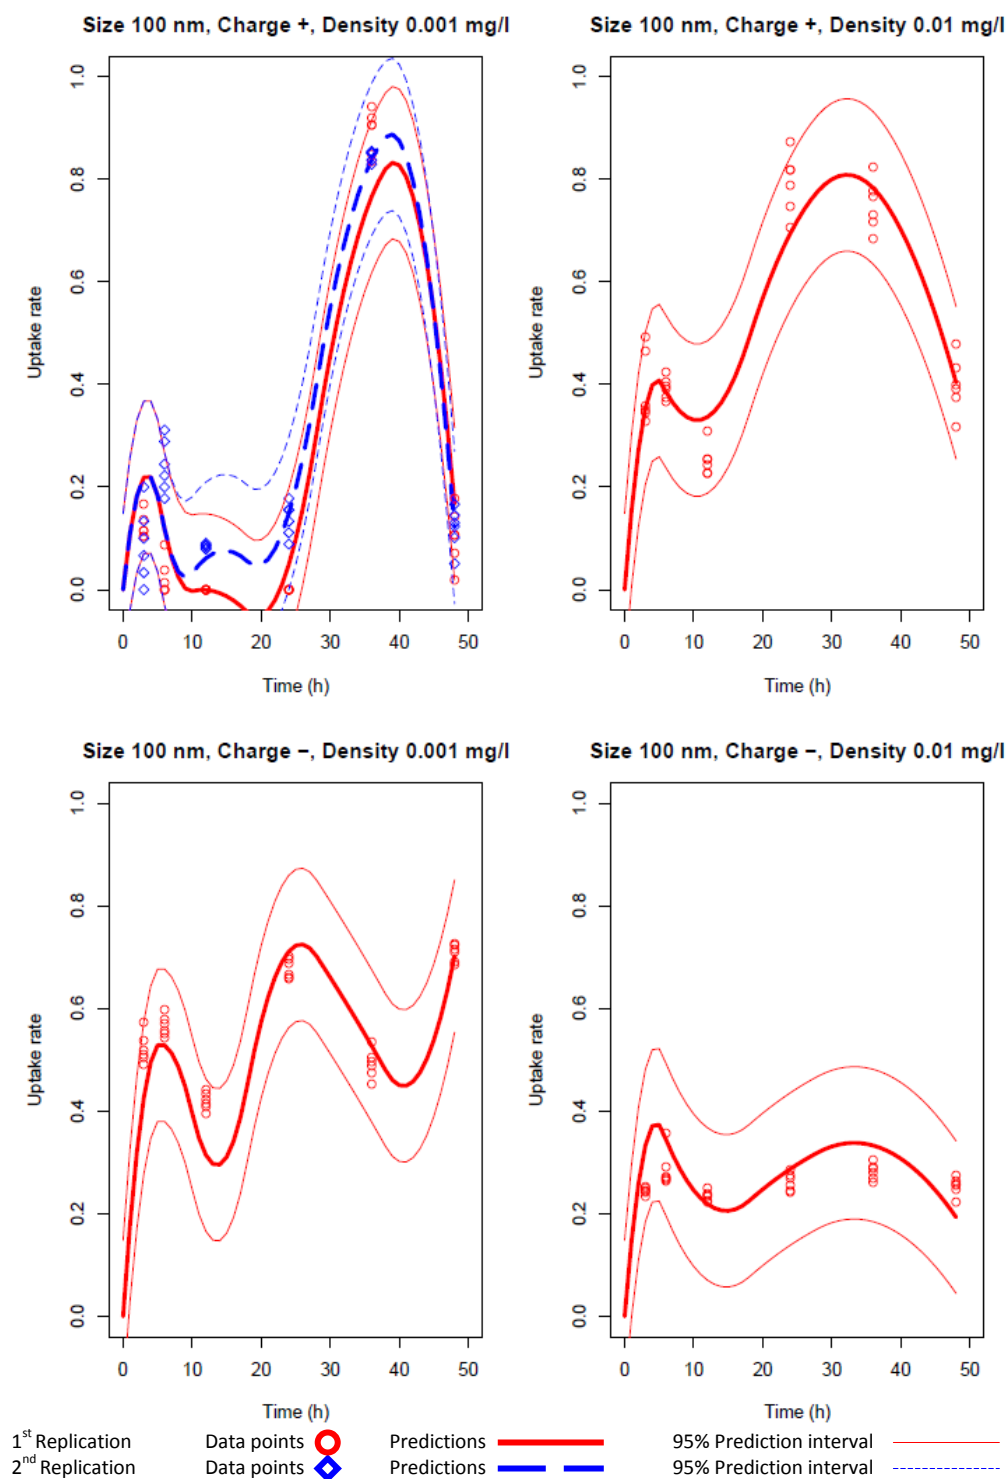 Size 100 nm, Charge +, Density 0.001 mg/l
Size 100 nm, Charge +, Density 0.01 mg/l
Uptake rate
0.0 0.2 0.4 0.6 0.8 1.0
0 10 20 30 40 50
Time (h)
Uptake rate
0.0 0.2 0.4 0.6 0.8 1.0
0 10 20 30 40 50
Time (h)
Size 100 nm, Charge −, Density 0.001 mg/l
Size 100 nm, Charge −, Density 0.01 mg/l
Uptake rate
0.0 0.2 0.4 0.6 0.8 1.0
0 10 20 30 40 50
Time (h)
Uptake rate
0.0 0.2 0.4 0.6 0.8 1.0
0 10 20 30 40 50
Time (h)
1st Replication Data points Predictions 95% Prediction interval
2nd Replication Data points Predictions 95% Prediction interval